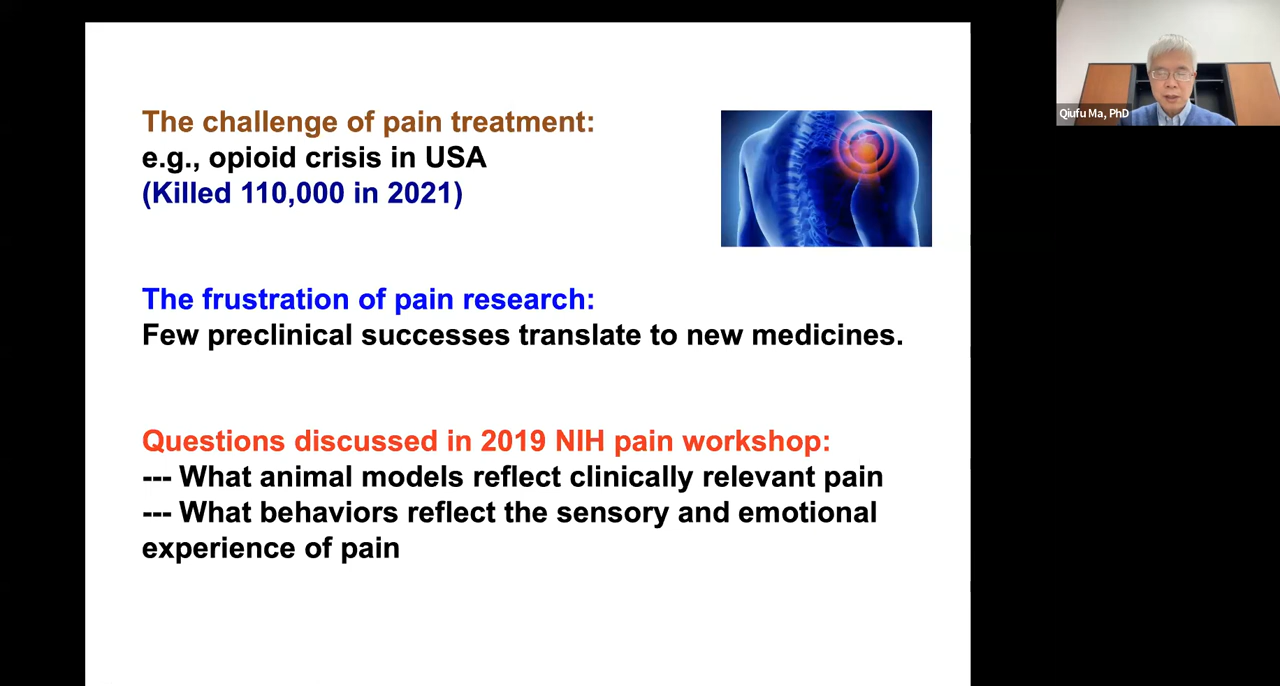 The challenge of pain treatment:
e.g., opioid crisis in USA
(Killed 110,000 in 2021)
The frustration of pain research:
Few preclinical successes translate to new medicines.
Questions discussed in 2019 NIH pain workshop:
--- What animal models reflect clinically relevant pain
--- What behaviors reflect the sensory and emotional
experience of pain
Qiufu Ma, PhD